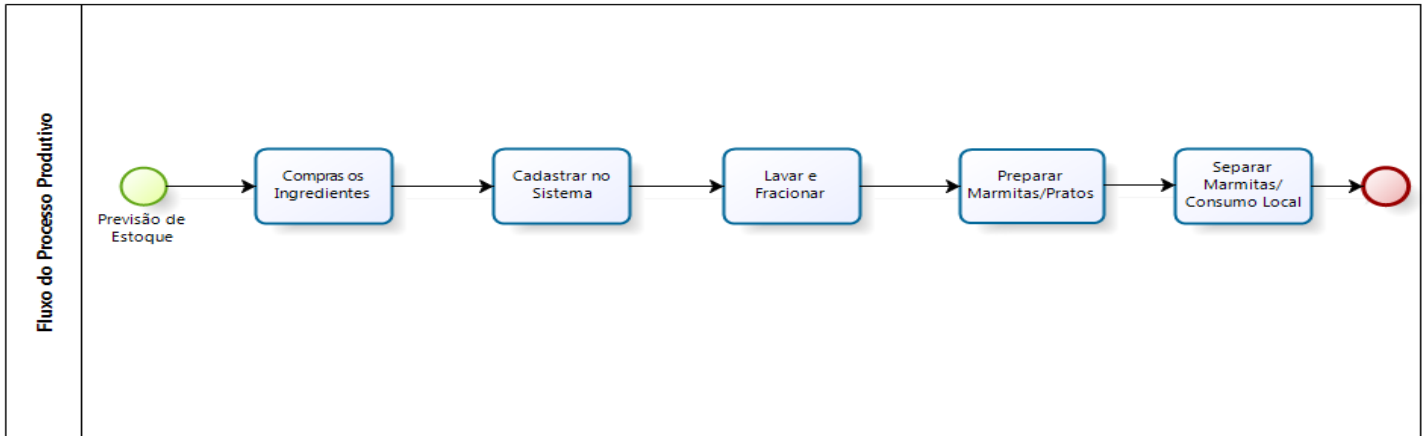 Fluxo do Processo Produtivo
Previsão de
Estoque
Compras os
Ingredientes
Cadastrar no
Sistema
Lavar e
Fracionar
Preparar
Marmitas/Pratos
Separar
Marmitas/
Consumo Local